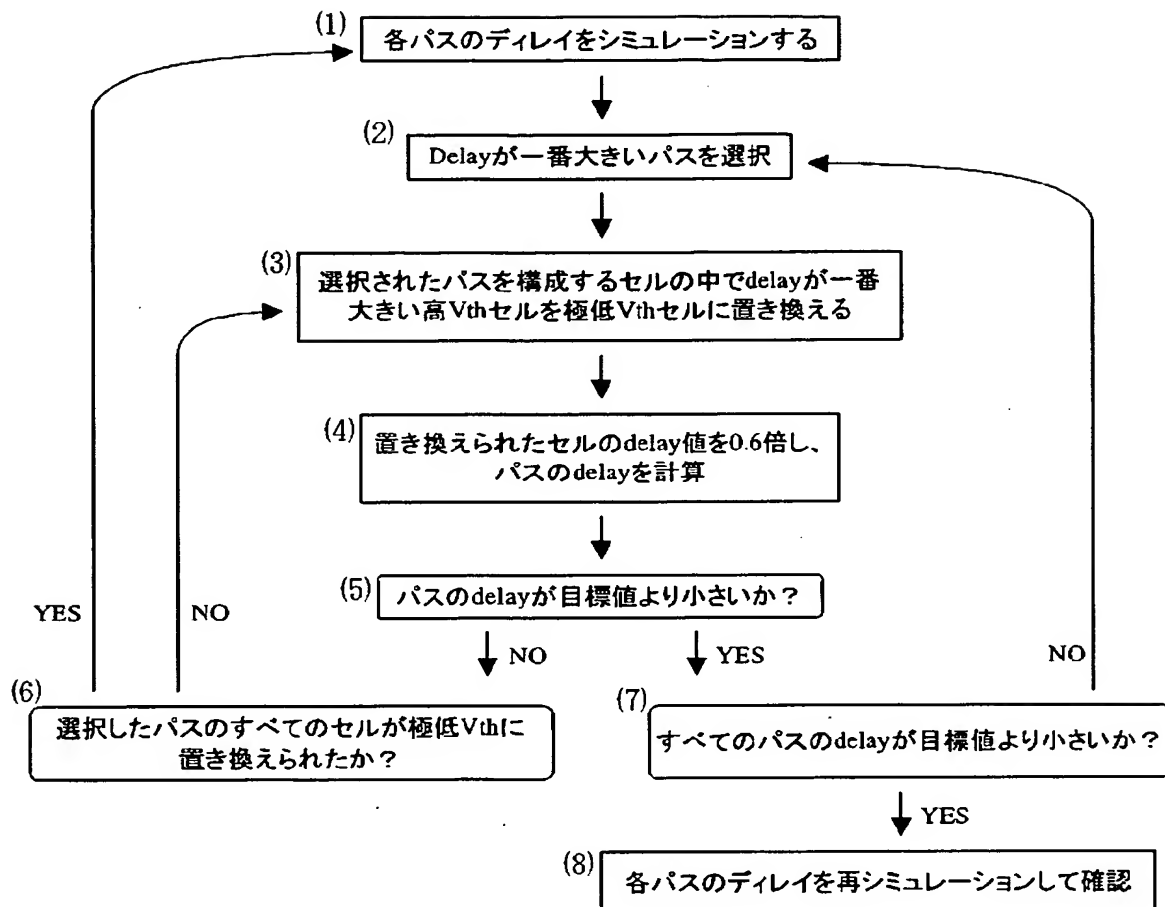 (1)
各パスのディレイをシミュレーションする
(2)
Delayが一番大きいパスを選択
(3)
選択されたパスを構成するセルの中でdelayが一番
大きい高Vthセルを極低Vthセルに置き換える
(4)
置き換えられたセルのdelay値を0.6倍し、
パスのdelayを計算
(5)
パスのdelayが目標値より小さいか？
YES
NO
NO
YES
NO
(6)
選択したパスのすべてのセルが極低Vthに
置き換えられたか？
(7)
すべてのパスのdelayが目標値より小さいか？
YES
(8)
各パスのディレイを再シミュレーションして確認